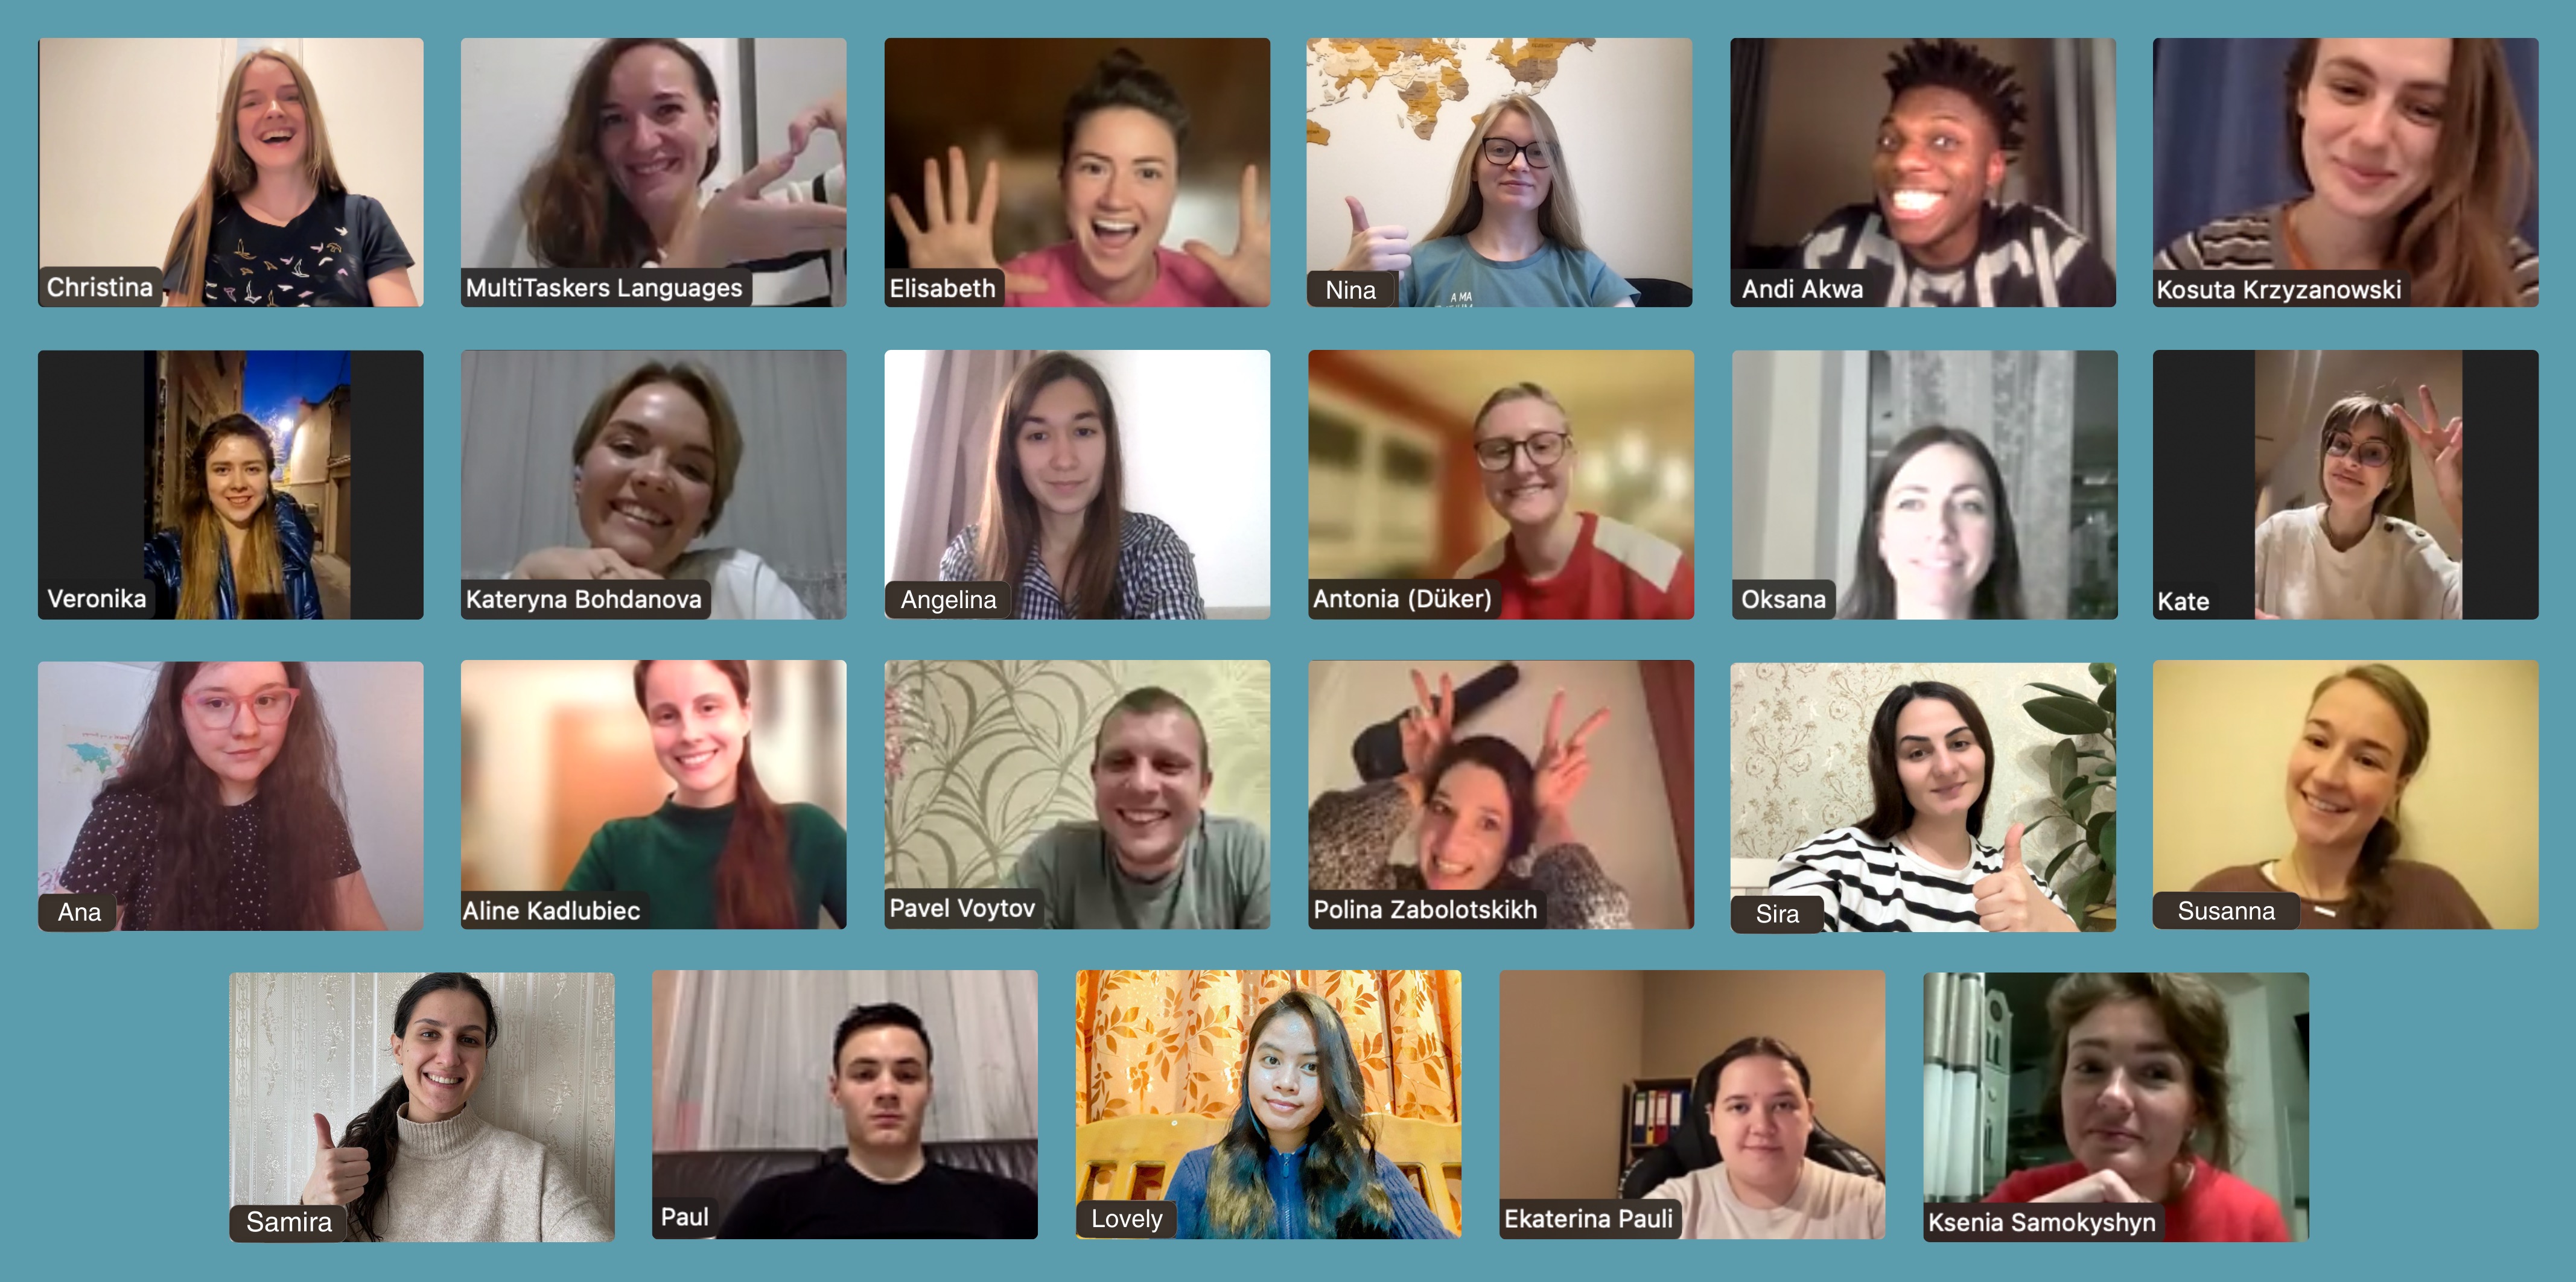 Christina
MultiTaskers Languages
Elisabeth
Nina
A MA
Andi Akwa
Kosuta Krzyzanowski
Veronika
Kateryna Bohdanova
Angelina
Antonia (Düker)
Oksana
Kate
Ana
Aline Kadlubiec
Pavel Voytov
Polina Zabolotskikh
Sira
Susanna
Samira
Paul
Lovely
Ekaterina Pauli
Ksenia Samokyshyn